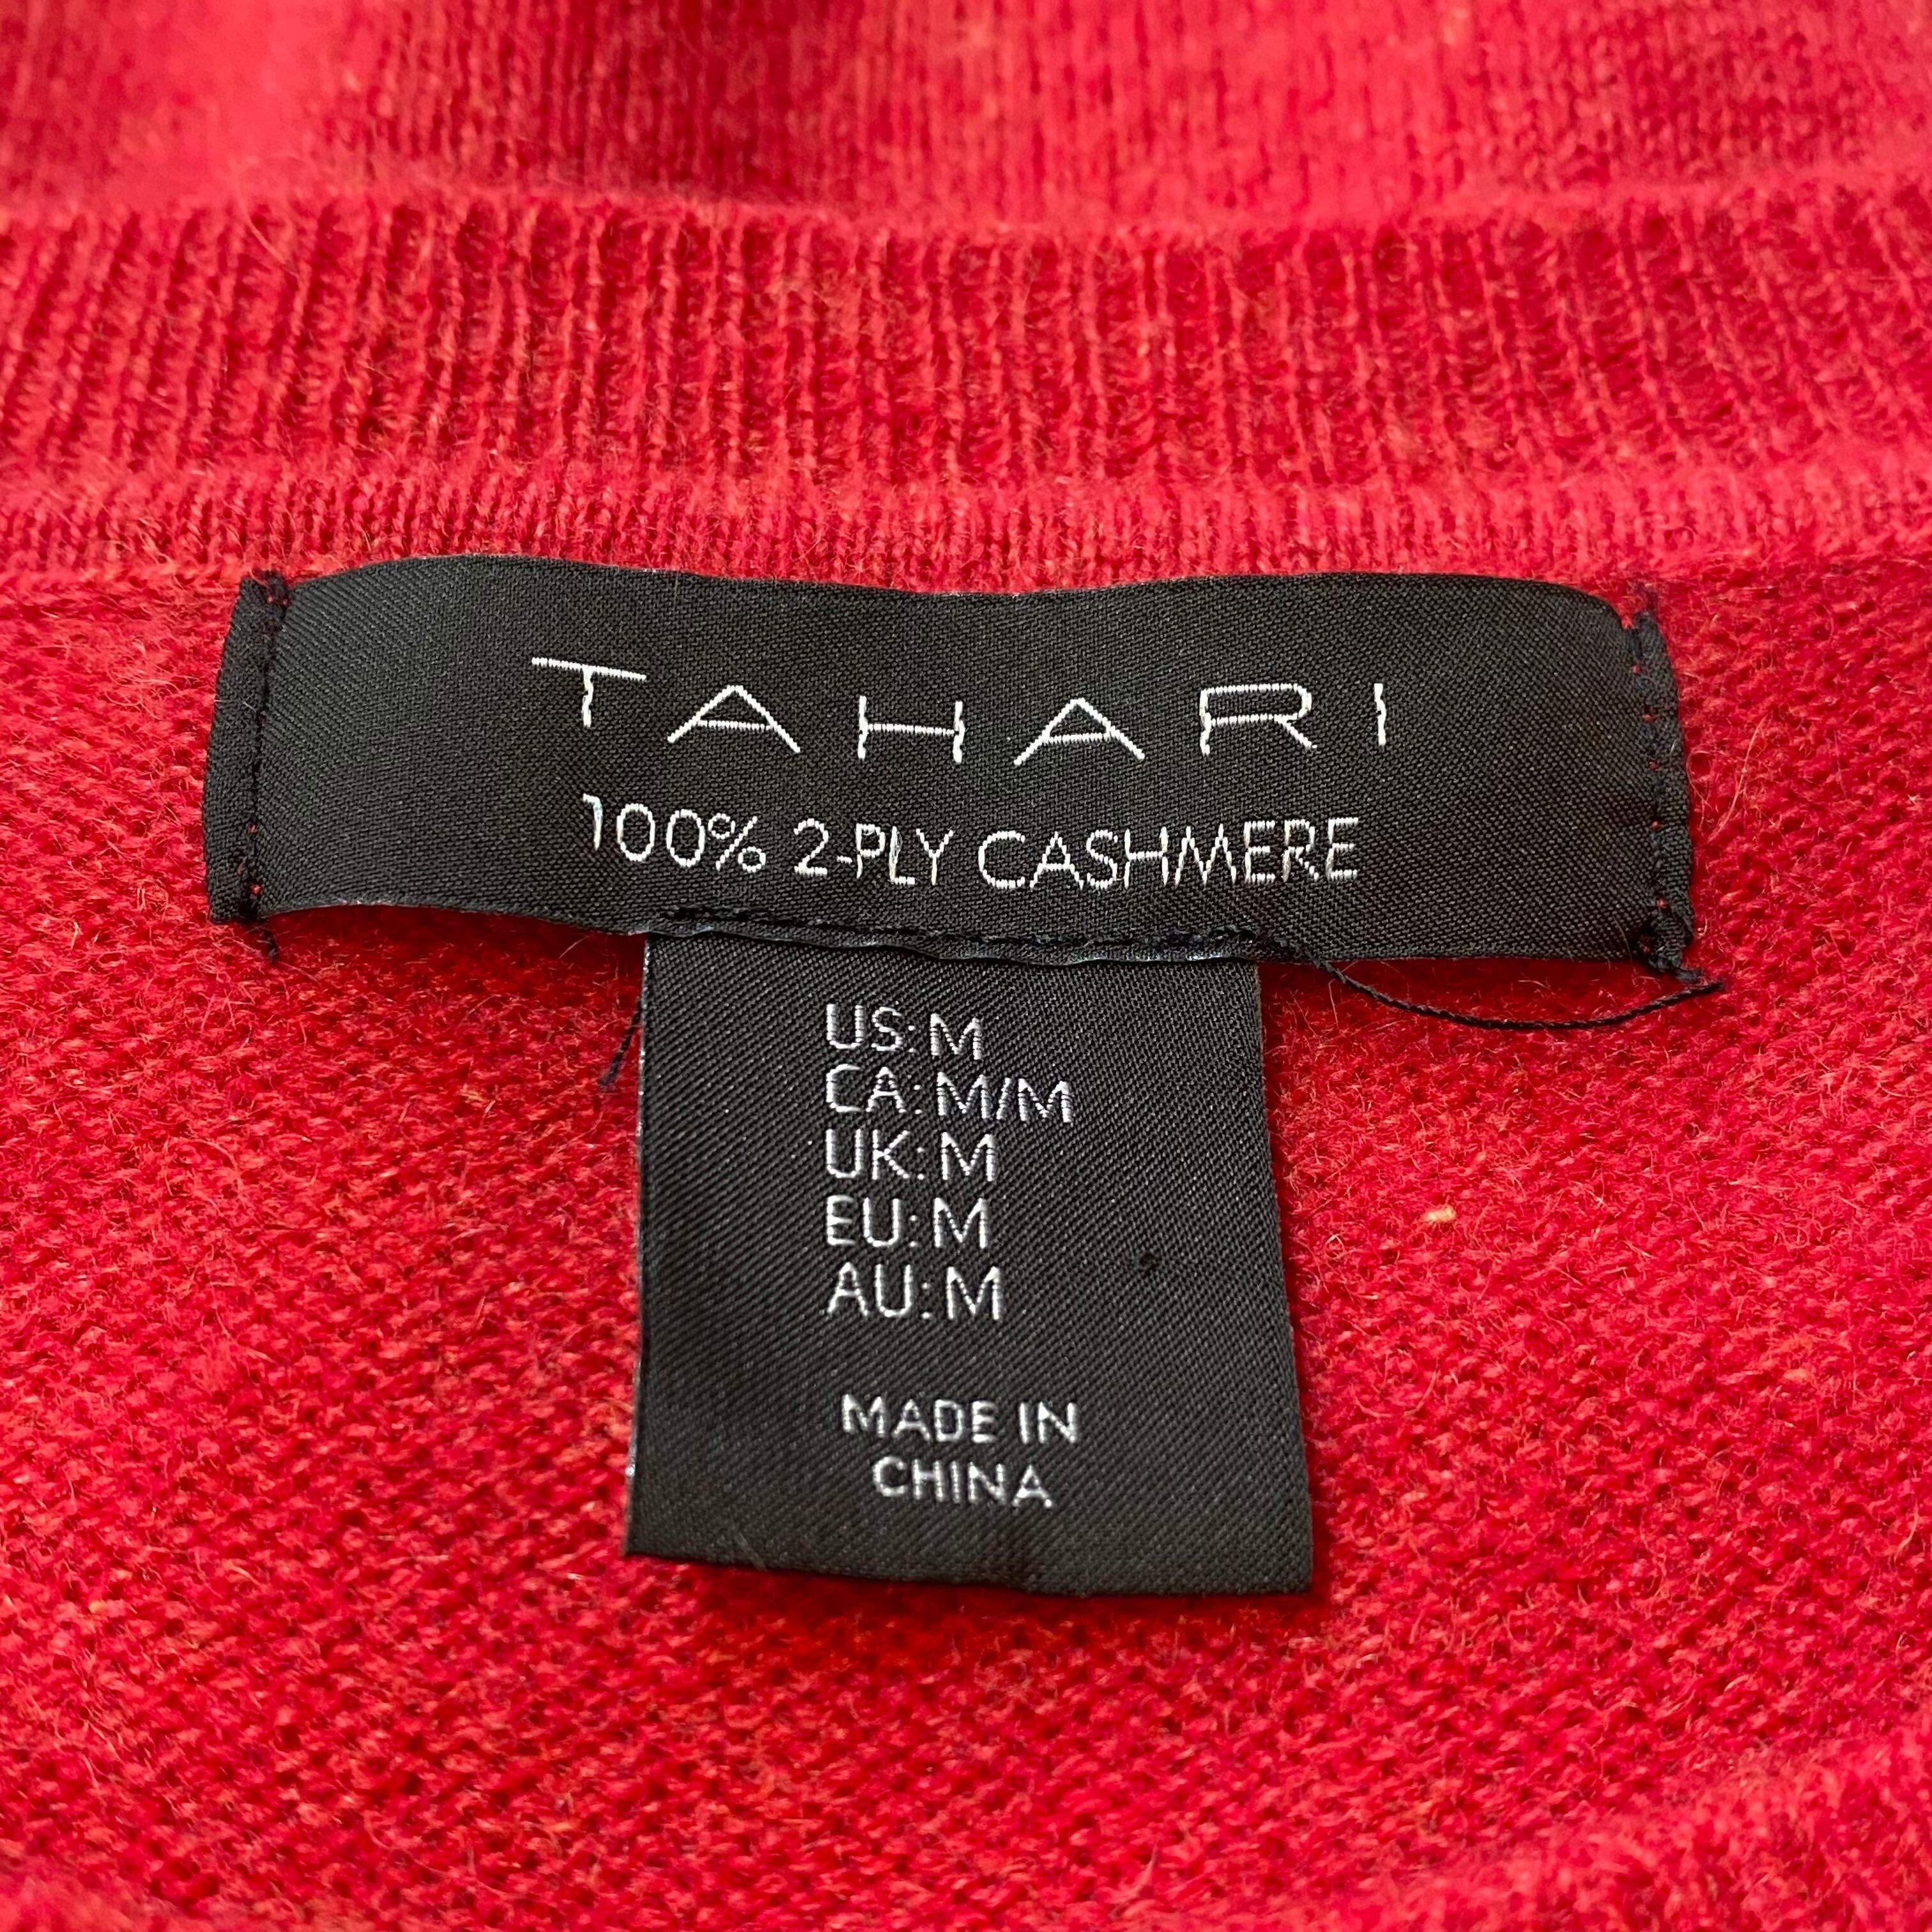 TAHARI
100% 2-PLY CASHMERE
US: M
CA: M/M
UK: M
EU: M
AU: M
MADE IN
CHINA